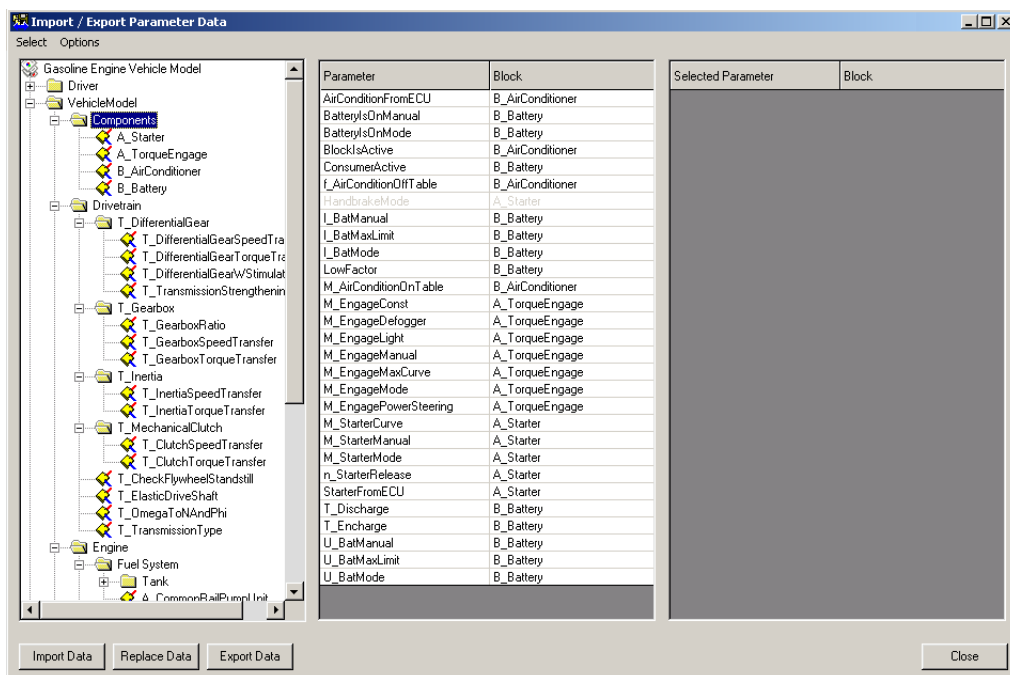 Import / Export Parameter Data
Select Options
Gasoline Engine Vehicle Model
Driver
VehicleModel
Components
A_Starter
A_TorqueEngage
B_AirConditioner
B_Battery
Drivetrain
T_DifferentialGear
T_DifferentialGearSpeedTra
T_DifferentialGearTorqueTra
T_DifferentialGearWStimulat
T_TransmissionStrengthenin
T_Gearbox
T_GearboxRatio
T_GearboxSpeedTransfer
T_GearboxTorqueTransfer
T_Inertia
T_InertiaSpeedTransfer
T_InertiaTorqueTransfer
T_MechanicalClutch
T_ClutchSpeedTransfer
T_ClutchTorqueTransfer
T_CheckFlywheelStandstill
T_ElasticDriveShaft
T_OmegaToNAndPhi
T_TransmissionType
Engine
Fuel System
Tank
A_CommonRailPumpUnit
Parameter Block
AirConditionFromECU B_AirConditioner
BatteryIsOnManual B_Battery
BatteryIsOnMode B_Battery
BlockIsActive B_AirConditioner
ConsumerActive B_Battery
f_AirConditionOffTable B_AirConditioner
HandbrakeMode A_Starter
I_BatManual B_Battery
I_BatMaxLimit B_Battery
I_BatMode B_Battery
LowFactor B_Battery
M_AirConditionOnTable B_AirConditioner
M_EngageConst A_TorqueEngage
M_EngageDefogger A_TorqueEngage
M_EngageLight A_TorqueEngage
M_EngageManual A_TorqueEngage
M_EngageMaxCurve A_TorqueEngage
M_EngageMode A_TorqueEngage
M_EngagePowerSteering A_TorqueEngage
M_StarterCurve A_Starter
M_StarterManual A_Starter
M_StarterMode A_Starter
n_StarterRelease A_Starter
StarterFromECU A_Starter
T_Discharge B_Battery
T_Encharge B_Battery
U_BatManual B_Battery
U_BatMaxLimit B_Battery
U_BatMode B_Battery
Selected Parameter Block
Import Data Replace Data Export Data Close